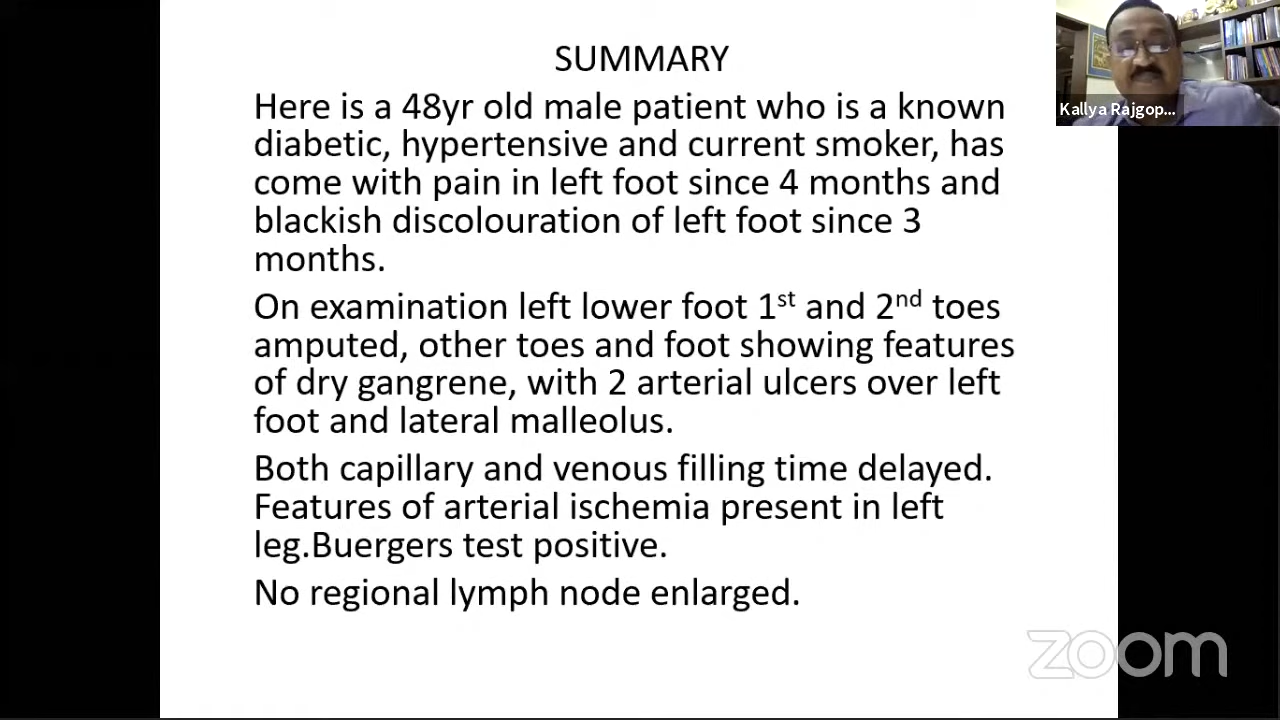 SUMMARY
Here is a 48yr old male patient who is a known
diabetic, hypertensive and current smoker, has
come with pain in left foot since 4 months and
blackish discolouration of left foot since 3
months.
On examination left lower foot 1st and 2nd toes
amputed, other toes and foot showing features
of dry gangrene, with 2 arterial ulcers over left
foot and lateral malleolus.
Both capillary and venous filling time delayed.
Features of arterial ischemia present in left
leg.Buergers test positive.
No regional lymph node enlarged.
Kallya Rajgop...
zoom